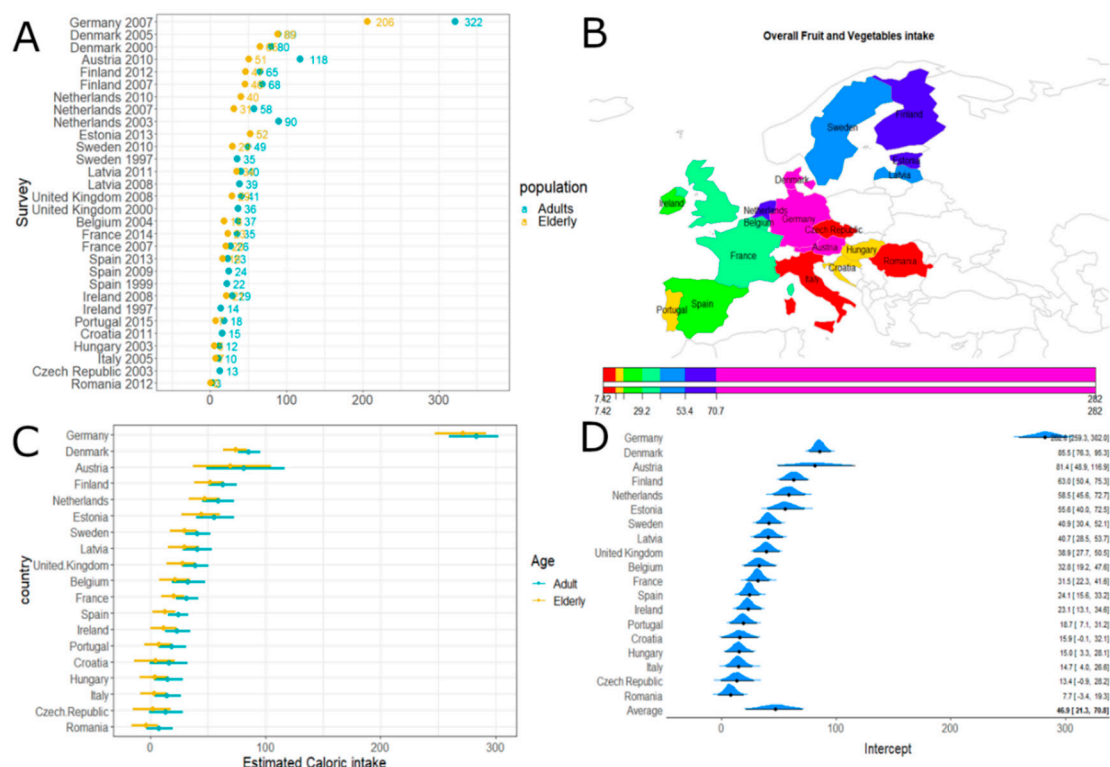 A
Germany 2007 206 322
Denmark 2005 89
Denmark 2000 80
Austria 2010 51 118
Finland 2012 65
Finland 2007 68
Netherlands 2010 40
Netherlands 2007 31 58
Netherlands 2003 90
Estonia 2013 52
Sweden 2010 49
Sweden 1997 35
Latvia 2011 40
Latvia 2008 39
United Kingdom 2008 41
United Kingdom 2000 36
Belgium 2004 37
France 2014 35
France 2007 26
Spain 2013 23
Spain 2009 24
Spain 1999 22
Ireland 2008 29
Ireland 1997 14
Portugal 2015 18
Croatia 2011 15
Hungary 2003 12
Italy 2005 10
Czech Republic 2003 13
Romania 2012
0 100 200 300
Survey
population
Adults
Elderly
B
Overall Fruit and Vegetables intake
Finland
Sweden
Estonia
Latvia
Denmark
Ireland
Netherlands
Belgium
Germany
Czech Republic
France
Austria
Hungary
Romania
Croatia
Portugal
Spain
7.42 29.2 53.4 70.7 282
7.42 29.2 53.4 70.7 282
C
Germany
Denmark
Austria
Finland
Netherlands
Estonia
Sweden
Latvia
United.Kingdom
Belgium
France
Spain
Ireland
Portugal
Croatia
Hungary
Italy
Czech.Republic
Romania
0 100 200 300
Estimated Caloric intake
country
Age
Adult
Elderly
D
Germany [259.3, 302.0]
Denmark 85.5 [76.3, 95.3]
Austria 81.4 [48.9, 116.9]
Finland 63.0 [50.4, 75.3]
Netherlands 58.5 [45.6, 72.7]
Estonia 55.6 [40.0, 72.5]
Sweden 40.9 [30.4, 52.1]
Latvia 40.7 [28.5, 53.7]
United Kingdom 38.9 [27.7, 50.5]
Belgium 32.8 [19.2, 47.6]
France 31.5 [22.3, 41.6]
Spain 24.1 [15.6, 33.2]
Ireland 23.1 [13.1, 34.6]
Portugal 18.7 [ 7.1, 31.2]
Croatia 15.9 [-0.1, 32.1]
Hungary 15.0 [ 3.3, 28.1]
Italy 14.7 [ 4.0, 26.6]
Czech Republic 13.4 [-0.9, 28.2]
Romania 7.7 [-3.4, 19.3]
Average 46.9 [21.3, 70.8]
0 100 200 300
Intercept